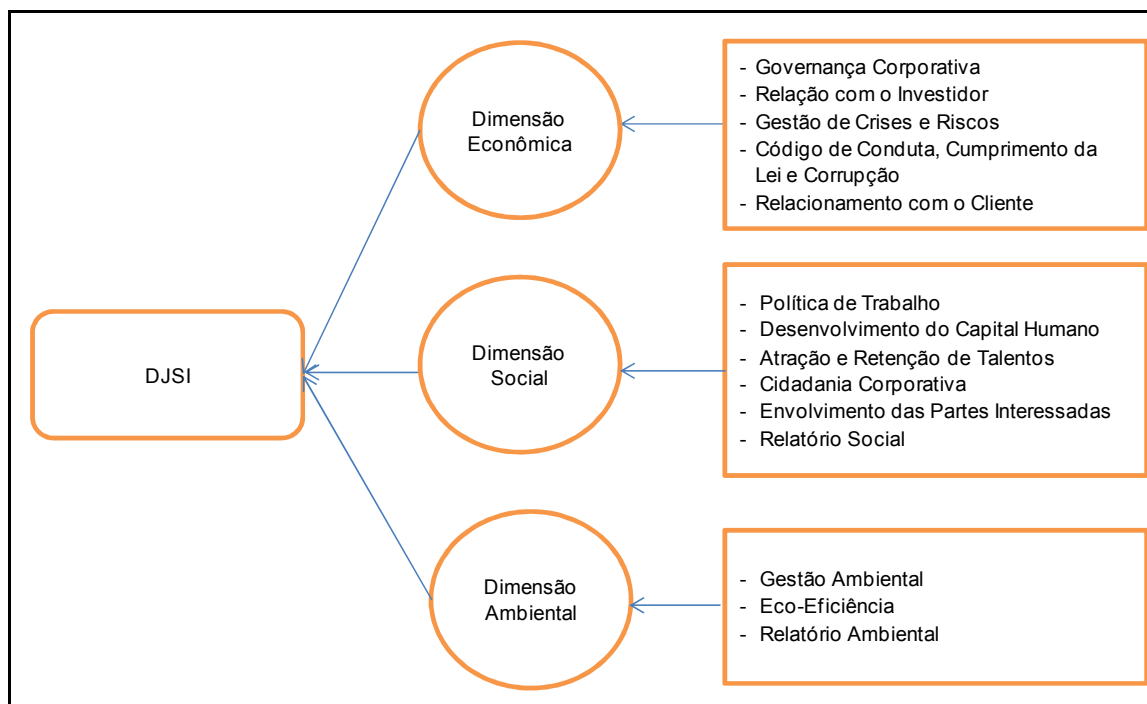 DJSI
Dimensão
Econômica
- Governança Corporativa
- Relação com o Investidor
- Gestão de Crises e Riscos
- Código de Conduta, Cumprimento da
Lei e Corrupção
- Relacionamento com o Cliente
Dimensão
Social
- Política de Trabalho
- Desenvolvimento do Capital Humano
- Atração e Retenção de Talentos
- Cidadania Corporativa
- Envolvimento das Partes Interessadas
- Relatório Social
Dimensão
Ambiental
- Gestão Ambiental
- Eco-Eficiência
- Relatório Ambiental